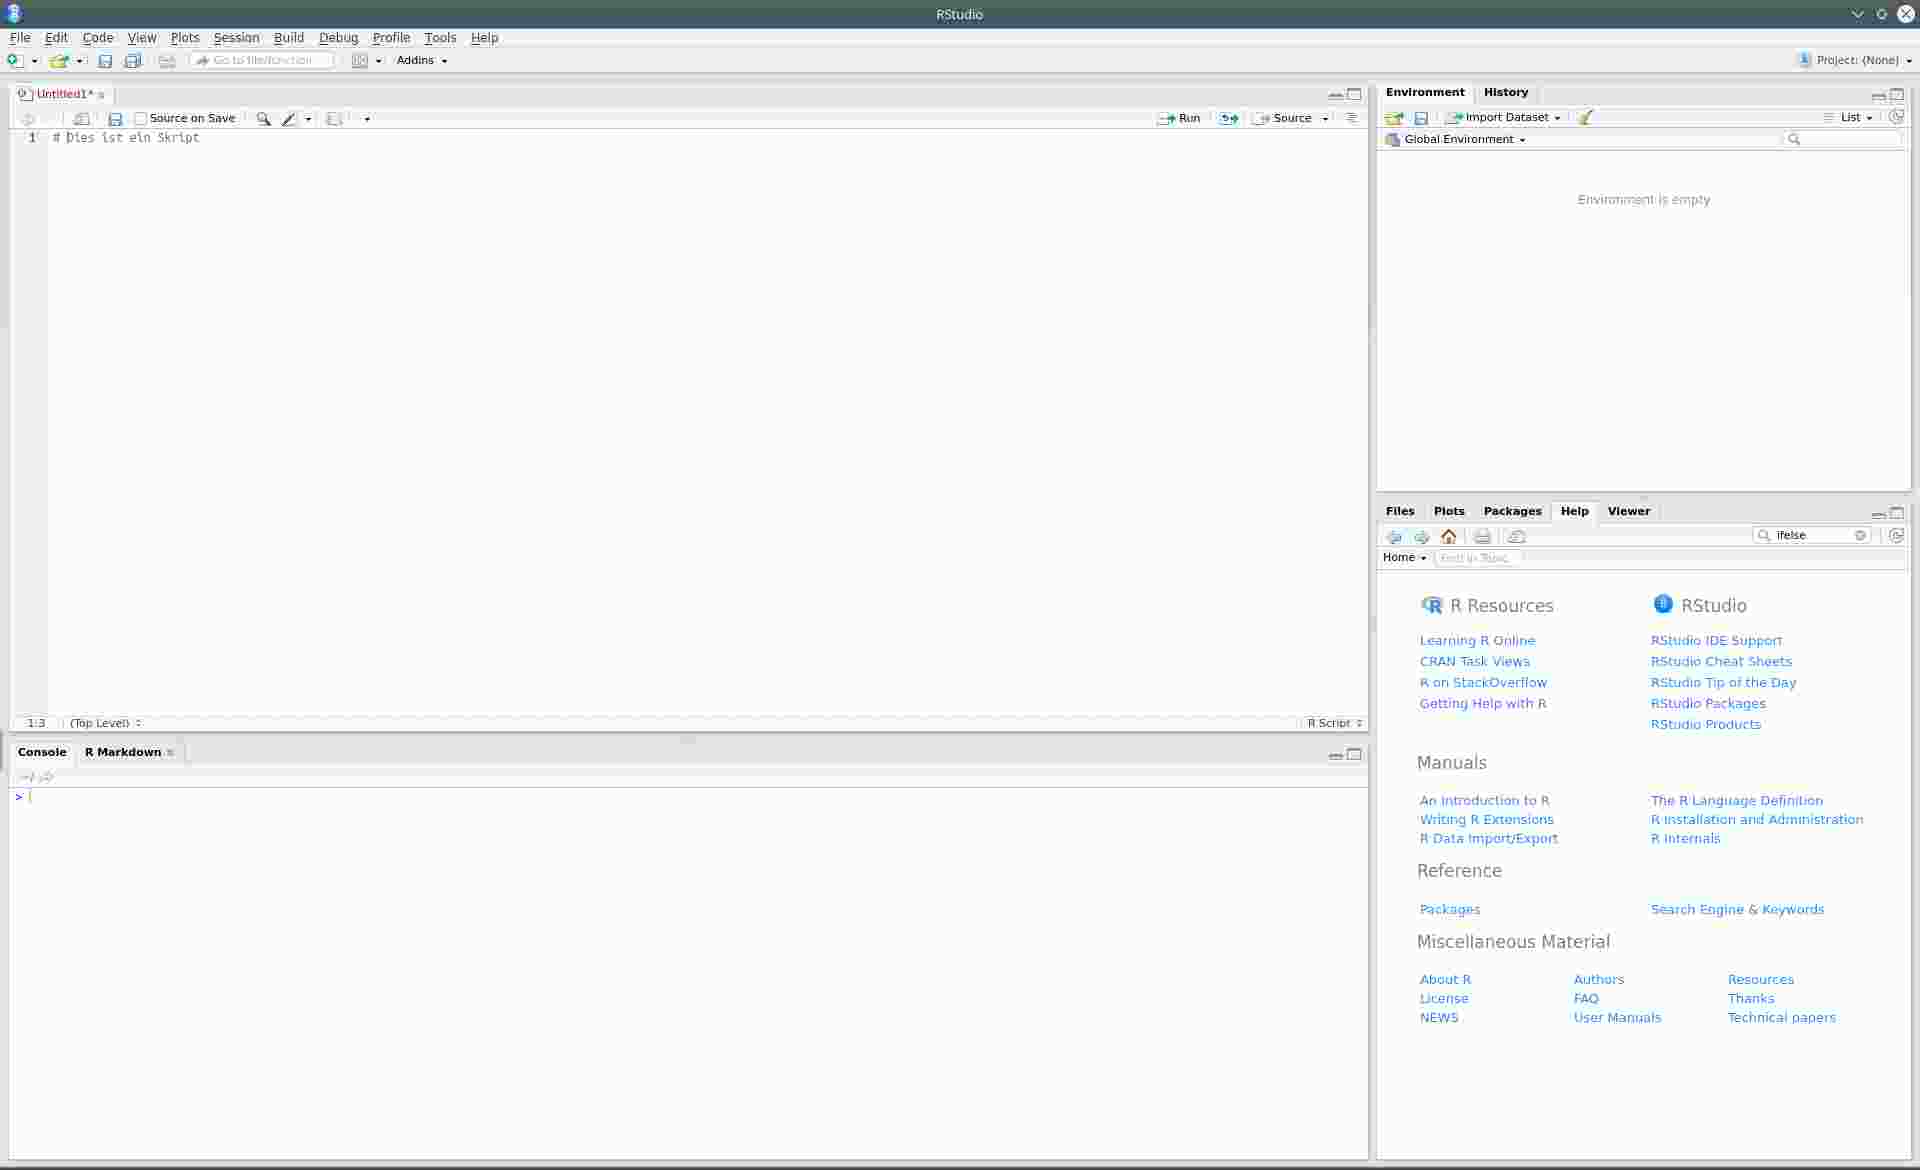 RStudio
File Edit Code View Plots Session Build Debug Profile Tools Help
Go to file/function Addins Project: (None)
Untitled1*
Source on Save Run Source
1 # Dies ist ein Skript
1:3 (Top Level) R Script
Console R Markdown
~/
>
Environment History
Import Dataset List
Global Environment
Environment is empty
Files Plots Packages Help Viewer
ifelse
Home Find in Topic
R Resources RStudio
Learning R Online RStudio IDE Support
CRAN Task Views RStudio Cheat Sheets
R on StackOverflow RStudio Tip of the Day
Getting Help with R RStudio Packages
RStudio Products
Manuals
An Introduction to R The R Language Definition
Writing R Extensions R Installation and Administration
R Data Import/Export R Internals
Reference
Packages Search Engine & Keywords
Miscellaneous Material
About R Authors Resources
License FAQ Thanks
NEWS User Manuals Technical papers